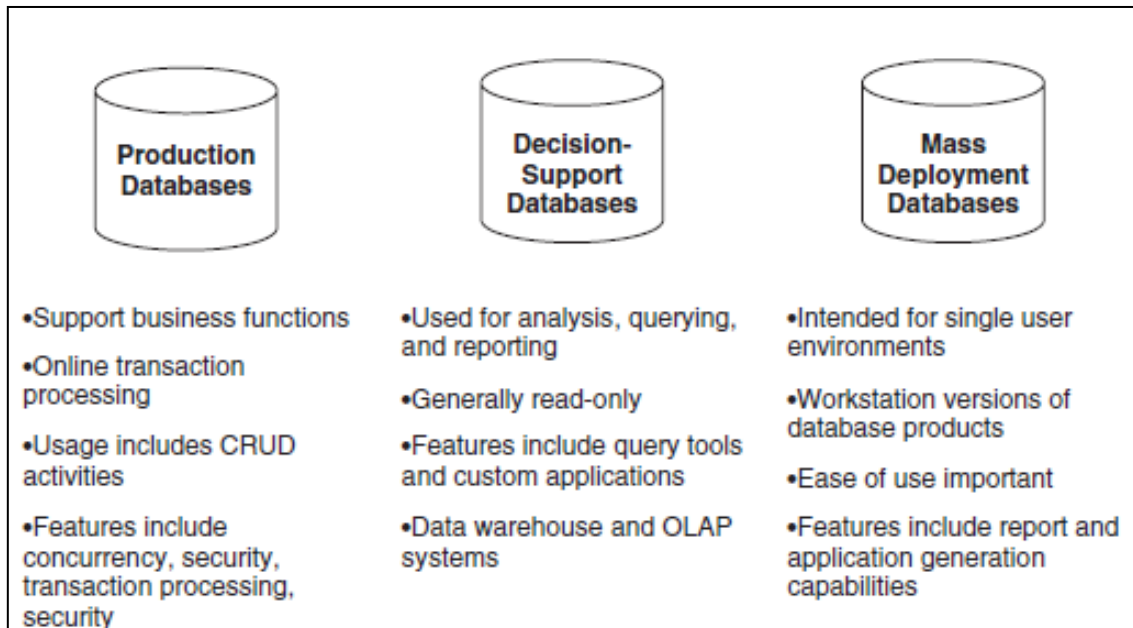 Production
Databases
Decision-
Support
Databases
Mass
Deployment
Databases
•Support business functions
•Online transaction
processing
•Usage includes CRUD
activities
•Features include
concurrency, security,
transaction processing,
security
•Used for analysis, querying,
and reporting
•Generally read-only
•Features include query tools
and custom applications
•Data warehouse and OLAP
systems
•Intended for single user
environments
•Workstation versions of
database products
•Ease of use important
•Features include report and
application generation
capabilities